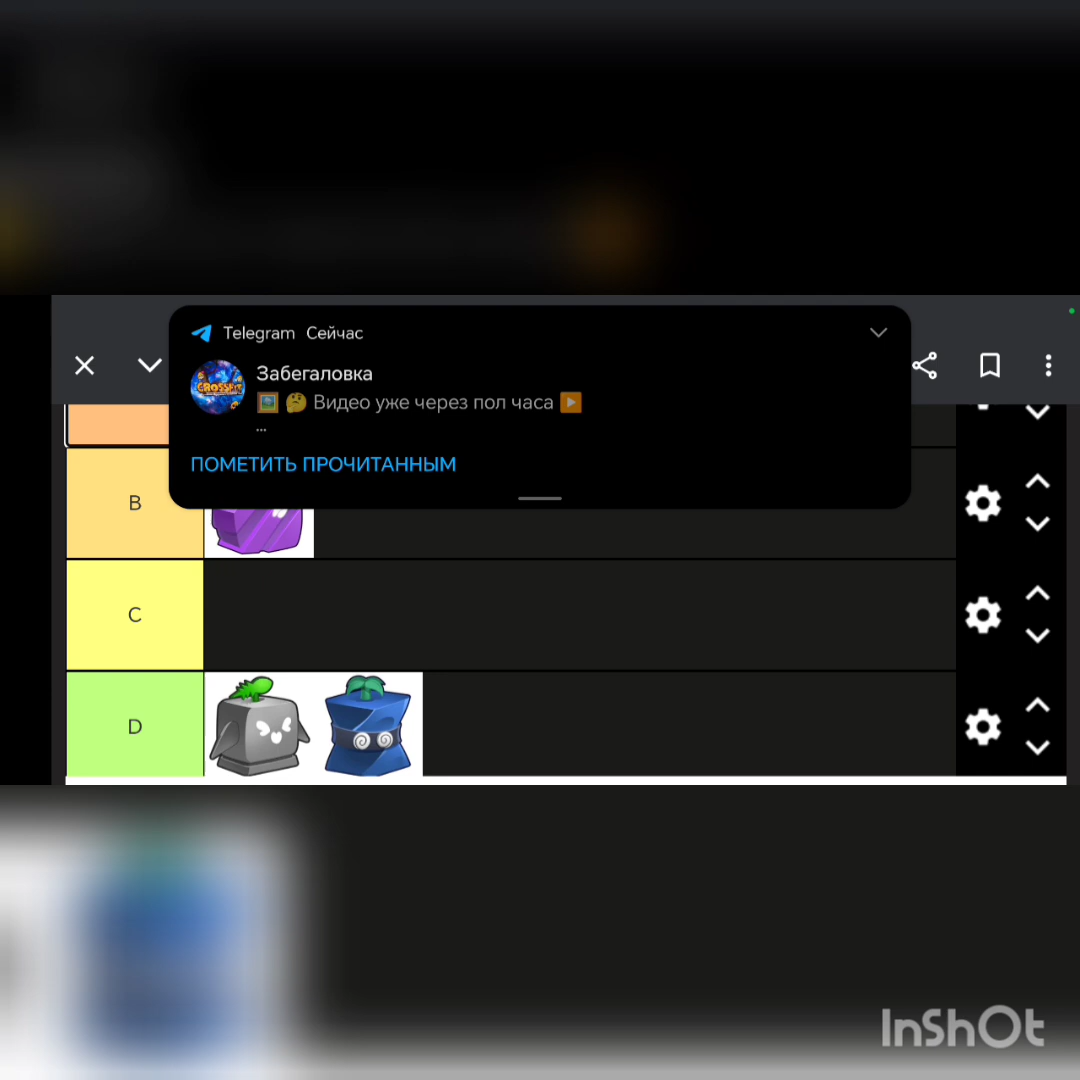 Telegram Сейчас
Забегаловка
🖼️ 🤔 Видео уже через пол часа ▶️
...
ПОМЕТИТЬ ПРОЧИТАННЫМ
B
C
D
InShOt